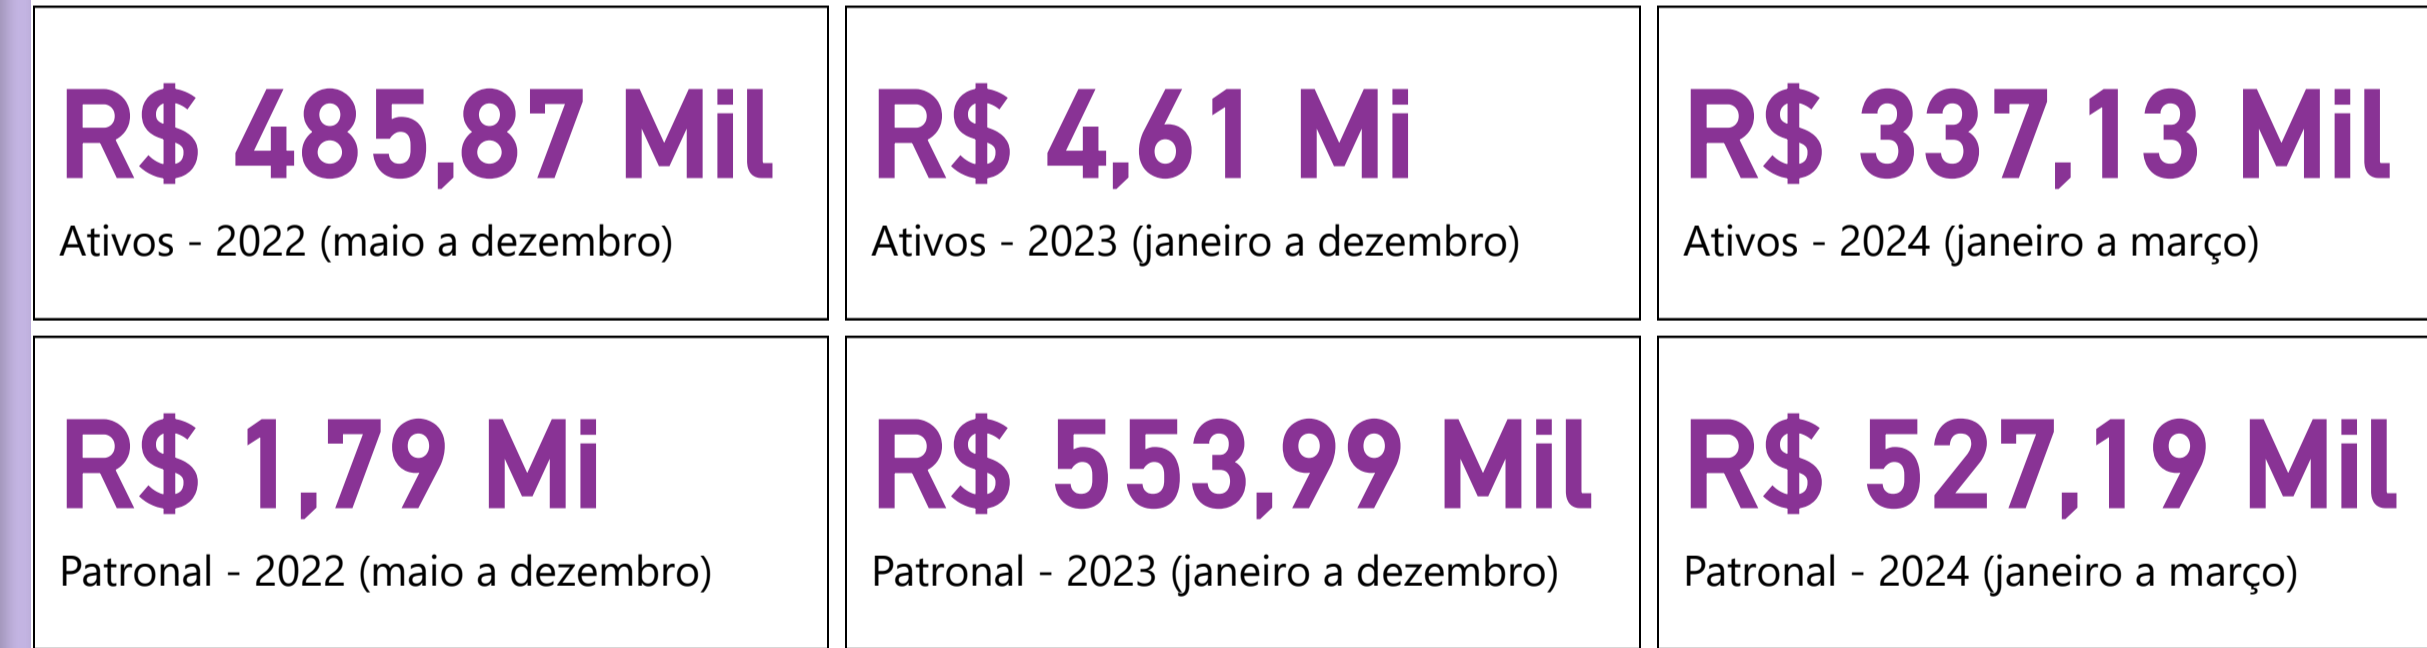 R$ 485,87 Mil
Ativos - 2022 (maio a dezembro)
R$ 4,61 Mi
Ativos - 2023 (janeiro a dezembro)
R$ 337,13 Mil
Ativos - 2024 (janeiro a março)
R$ 1,79 Mi
Patronal - 2022 (maio a dezembro)
R$ 553,99 Mil
Patronal - 2023 (janeiro a dezembro)
R$ 527,19 Mil
Patronal - 2024 (janeiro a março)